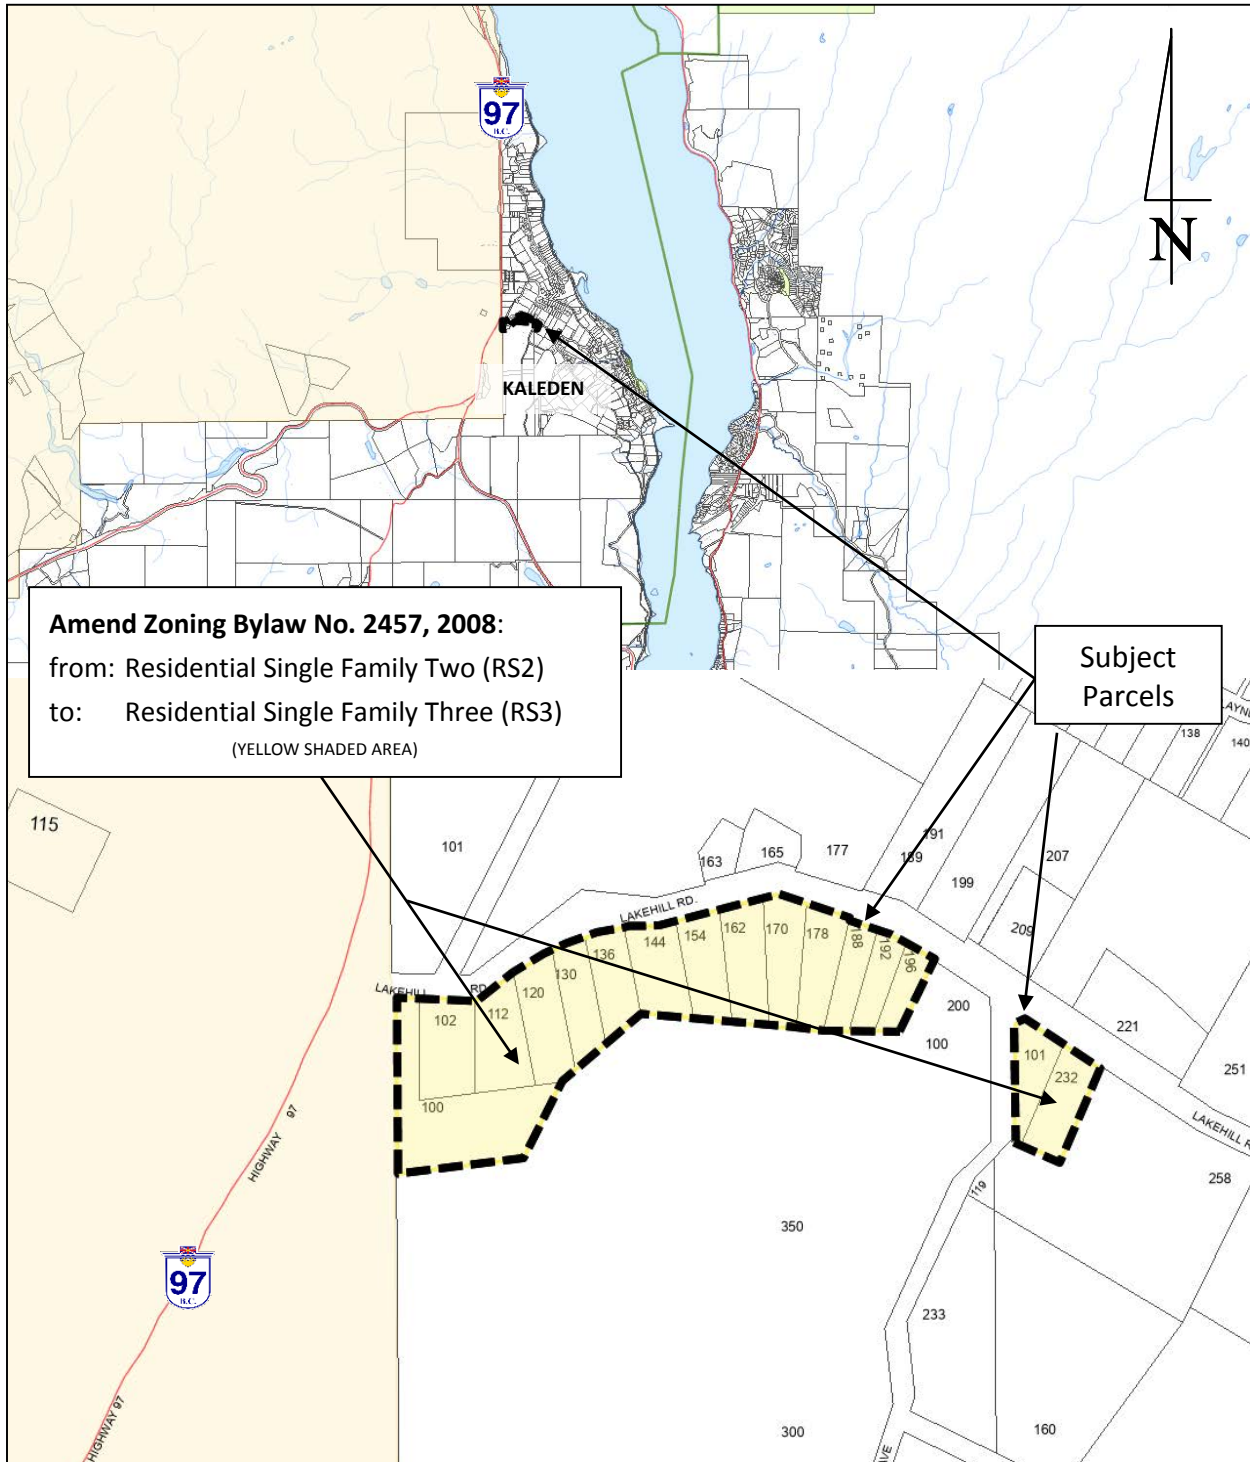 97
B.C.
N
KALEDEN
Amend Zoning Bylaw No. 2457, 2008:
from: Residential Single Family Two (RS2)
to: Residential Single Family Three (RS3)
(YELLOW SHADED AREA)
Subject
Parcels
138
140
115
101
163
165
177
191
189
199
207
209
LAKEHILL RD.
136
144
154
162
170
178
188
192
196
130
120
112
102
100
LAKEHILL
RD.
200
100
221
251
101
232
LAKEHILL R
258
119
350
HIGHWAY 97
97
B.C.
233
HIGHWAY 97
300
160
AVE